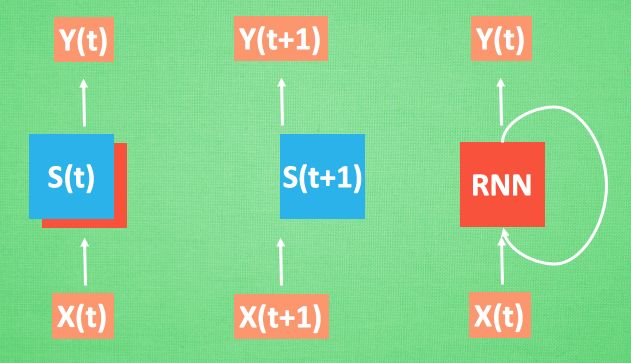 Y(t)
Y(t+1)
Y(t)
S(t)
S(t+1)
RNN
X(t)
X(t+1)
X(t)